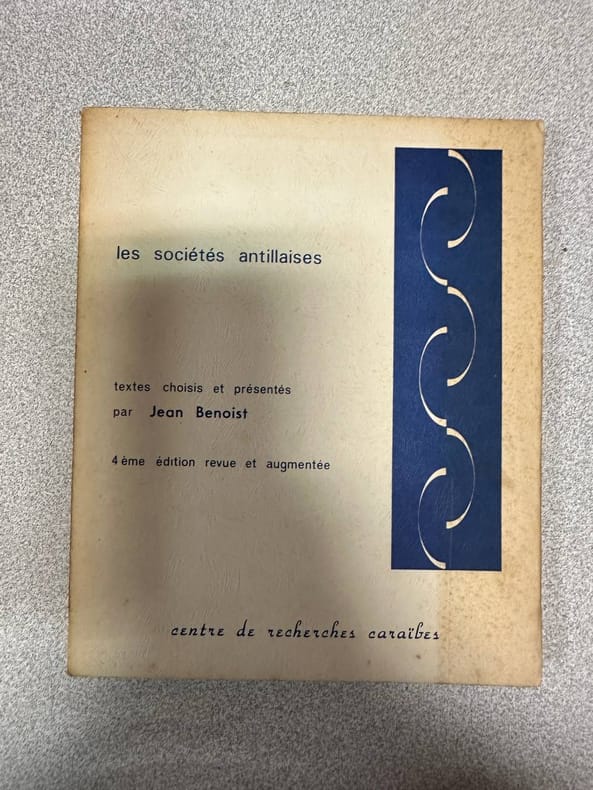 les sociétés antillaises
textes choisis et présentés
par Jean Benoist
4ème édition revue et augmentée
centre de recherches caraïbes